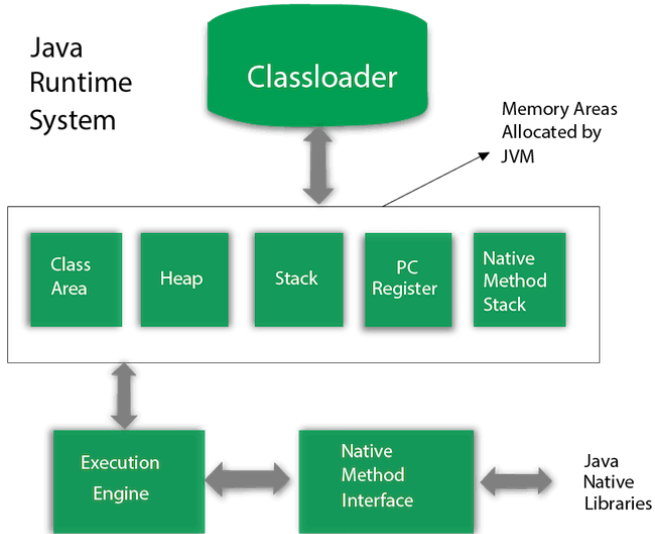 Java
Runtime
System
Classloader
Memory Areas
Allocated by
JVM
Class
Area
Heap
Stack
PC
Register
Native
Method
Stack
Execution
Engine
Native
Method
Interface
Java
Native
Libraries